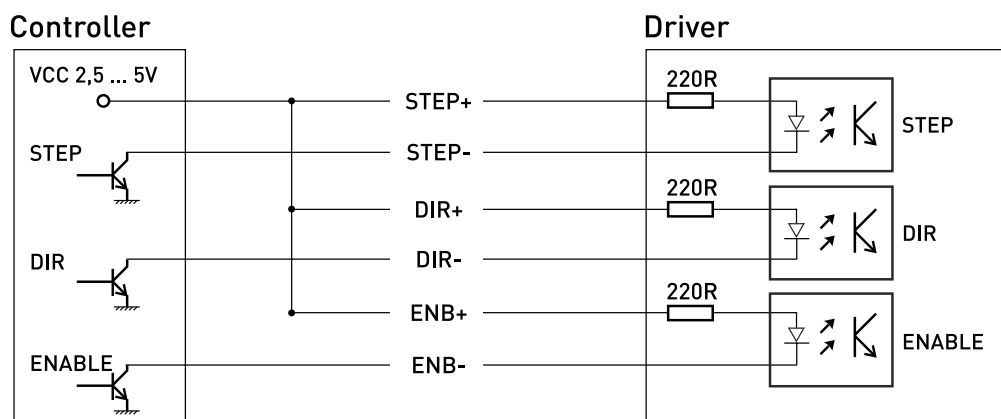 Controller
Driver
VCC 2,5 ... 5V
STEP+
220R
STEP
STEP-
STEP
DIR+
220R
DIR
DIR-
DIR
ENB+
220R
ENABLE
ENB-
ENABLE